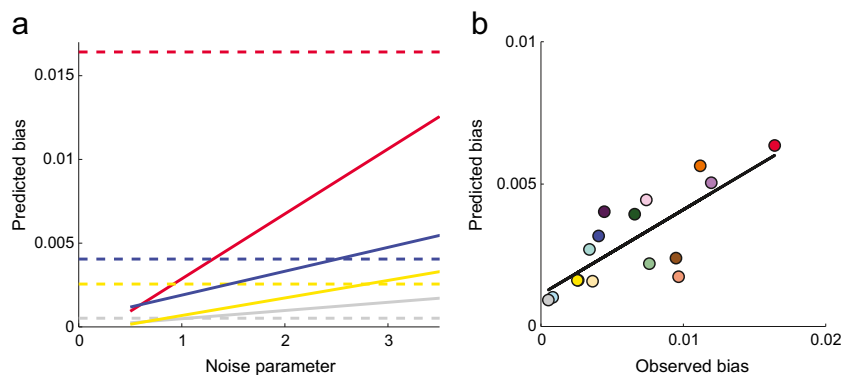 a
b
0.015
0.01
0.005
0
Predicted bias
0
1
2
3
Noise parameter
0.01
0.005
0
Predicted bias
0
0.01
0.02
Observed bias